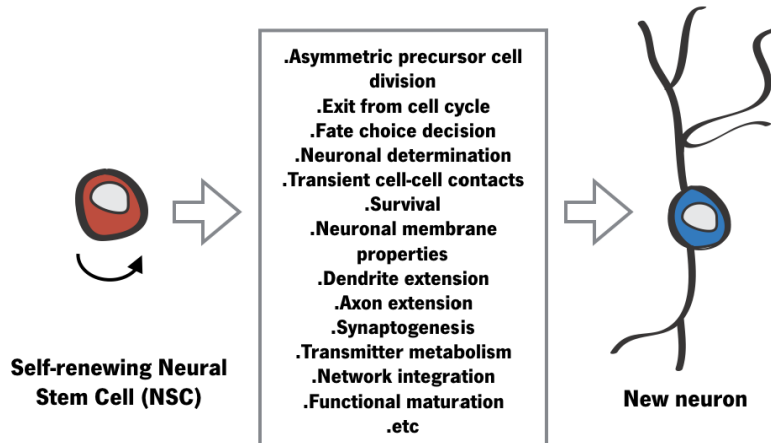 Self-renewing Neural
Stem Cell (NSC)
.Asymmetric precursor cell
division
.Exit from cell cycle
.Fate choice decision
.Neuronal determination
.Transient cell-cell contacts
.Survival
.Neuronal membrane
properties
.Dendrite extension
.Axon extension
.Synaptogenesis
.Transmitter metabolism
.Network integration
.Functional maturation
.etc
New neuron